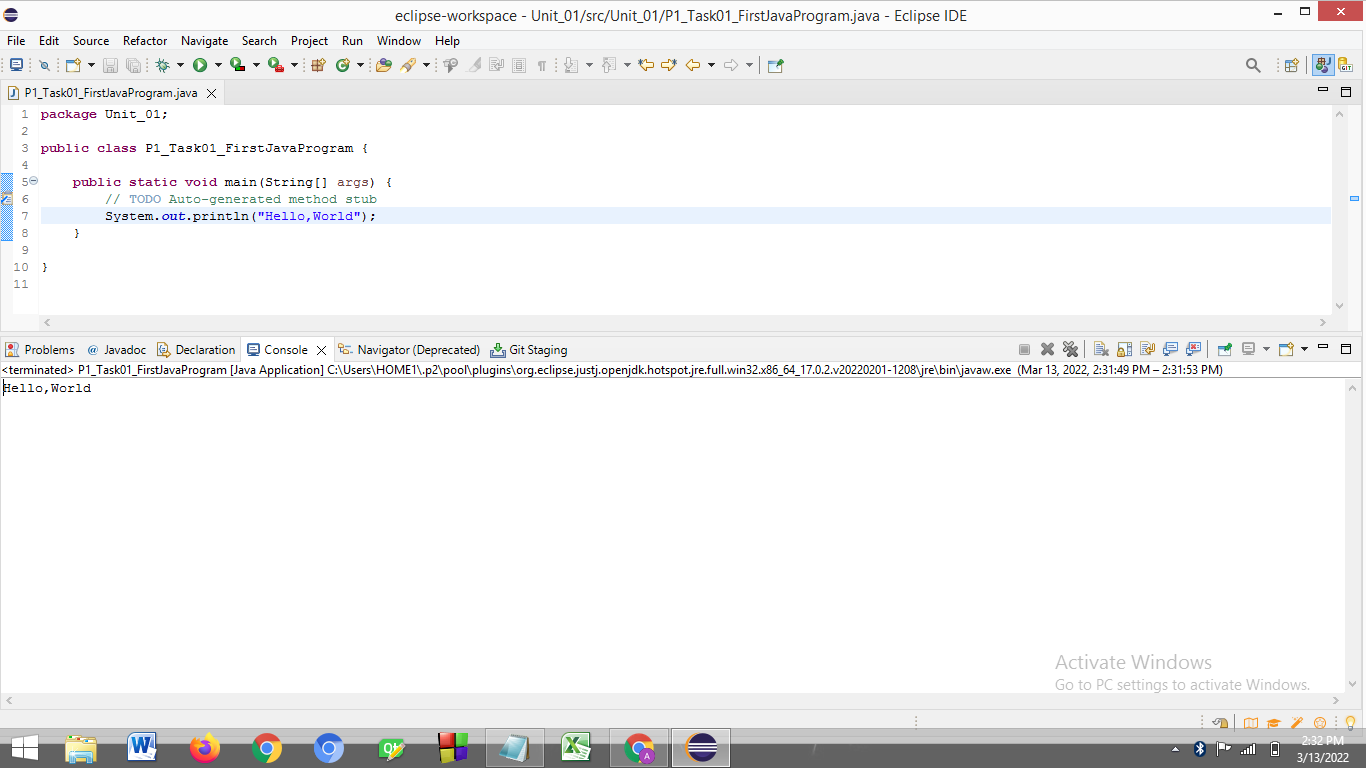 eclipse-workspace - Unit_01/src/Unit_01/P1_Task01_FirstJavaProgram.java - Eclipse IDE
File Edit Source Refactor Navigate Search Project Run Window Help
P1_Task01_FirstJavaProgram.java
1 package Unit_01;
2
3 public class P1_Task01_FirstJavaProgram {
4
5 public static void main(String[] args) {
6 // TODO Auto-generated method stub
7 System.out.println("Hello,World");
8 }
9
10 }
11
Problems @ Javadoc Declaration Console Navigator (Deprecated) Git Staging
<terminated> P1_Task01_FirstJavaProgram [Java Application] C:\Users\HOME1\.p2\pool\plugins\org.eclipse.justj.openjdk.hotspot.jre.full.win32.x86_64_17.0.2.v20220201-1208\jre\bin\javaw.exe (Mar 13, 2022, 2:31:49 PM – 2:31:53 PM)
Hello,World
Activate Windows
Go to PC settings to activate Windows.
2:32 PM
3/13/2022